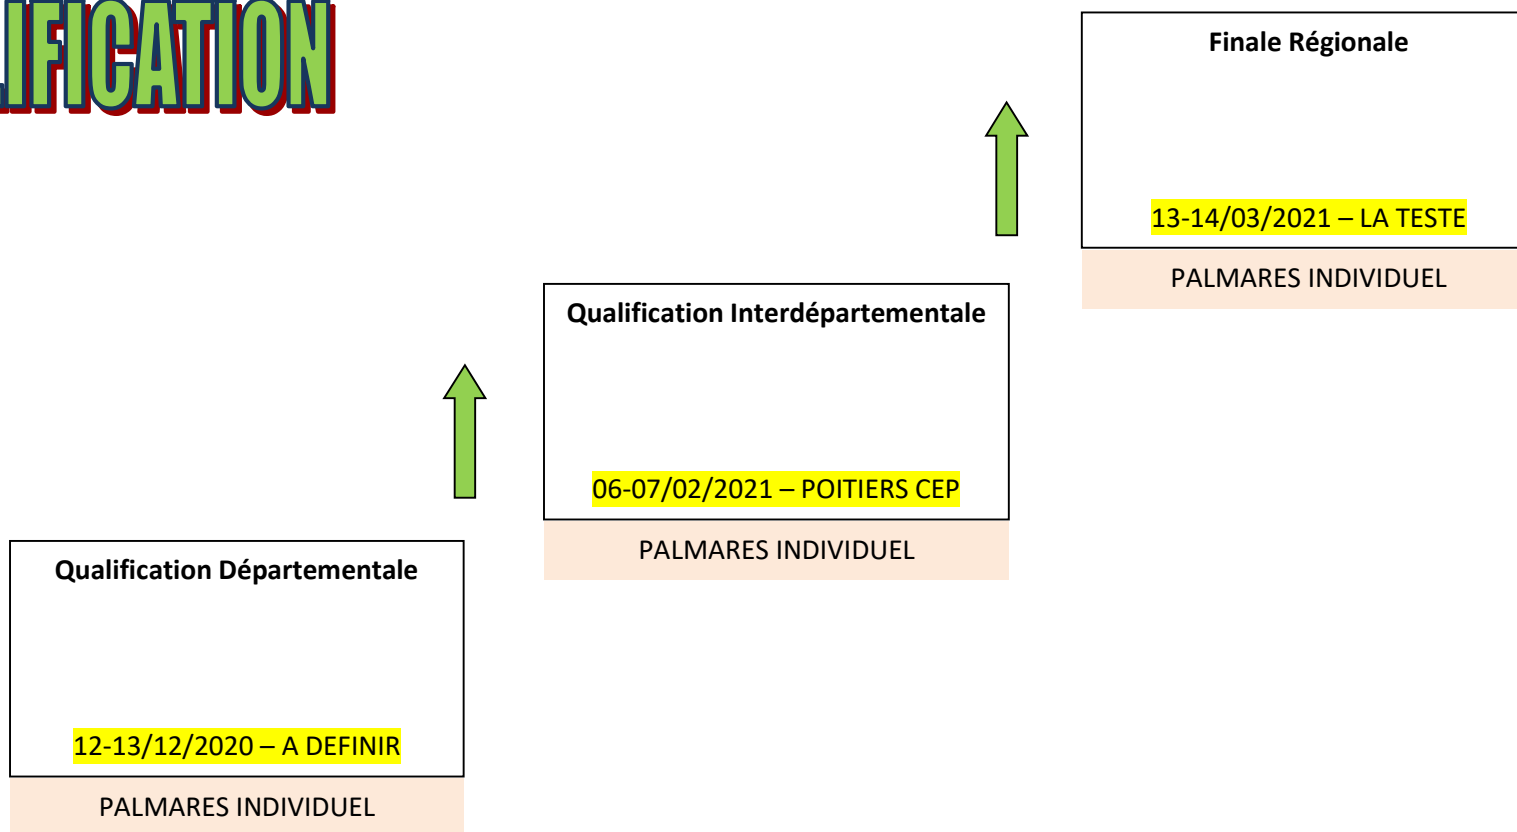 LIFICATION
Finale Régionale
13-14/03/2021 – LA TESTE
PALMARES INDIVIDUEL
Qualification Interdépartementale
06-07/02/2021 – POITIERS CEP
PALMARES INDIVIDUEL
Qualification Départementale
12-13/12/2020 – A DEFINIR
PALMARES INDIVIDUEL